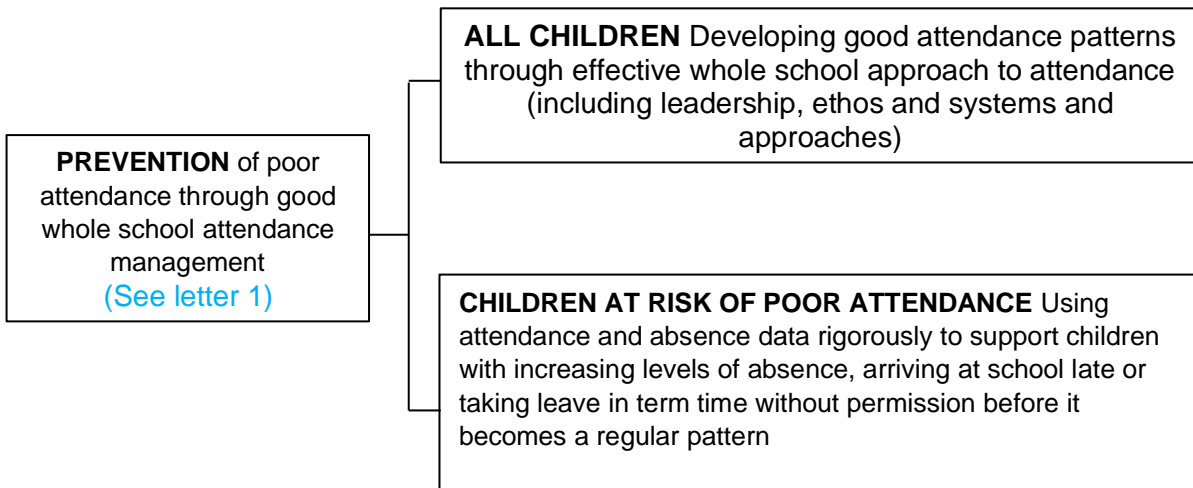 PREVENTION of poor
attendance through good
whole school attendance
management
(See letter 1)
ALL CHILDREN Developing good attendance patterns
through effective whole school approach to attendance
(including leadership, ethos and systems and
approaches)
CHILDREN AT RISK OF POOR ATTENDANCE Using
attendance and absence data rigorously to support children
with increasing levels of absence, arriving at school late or
taking leave in term time without permission before it
becomes a regular pattern